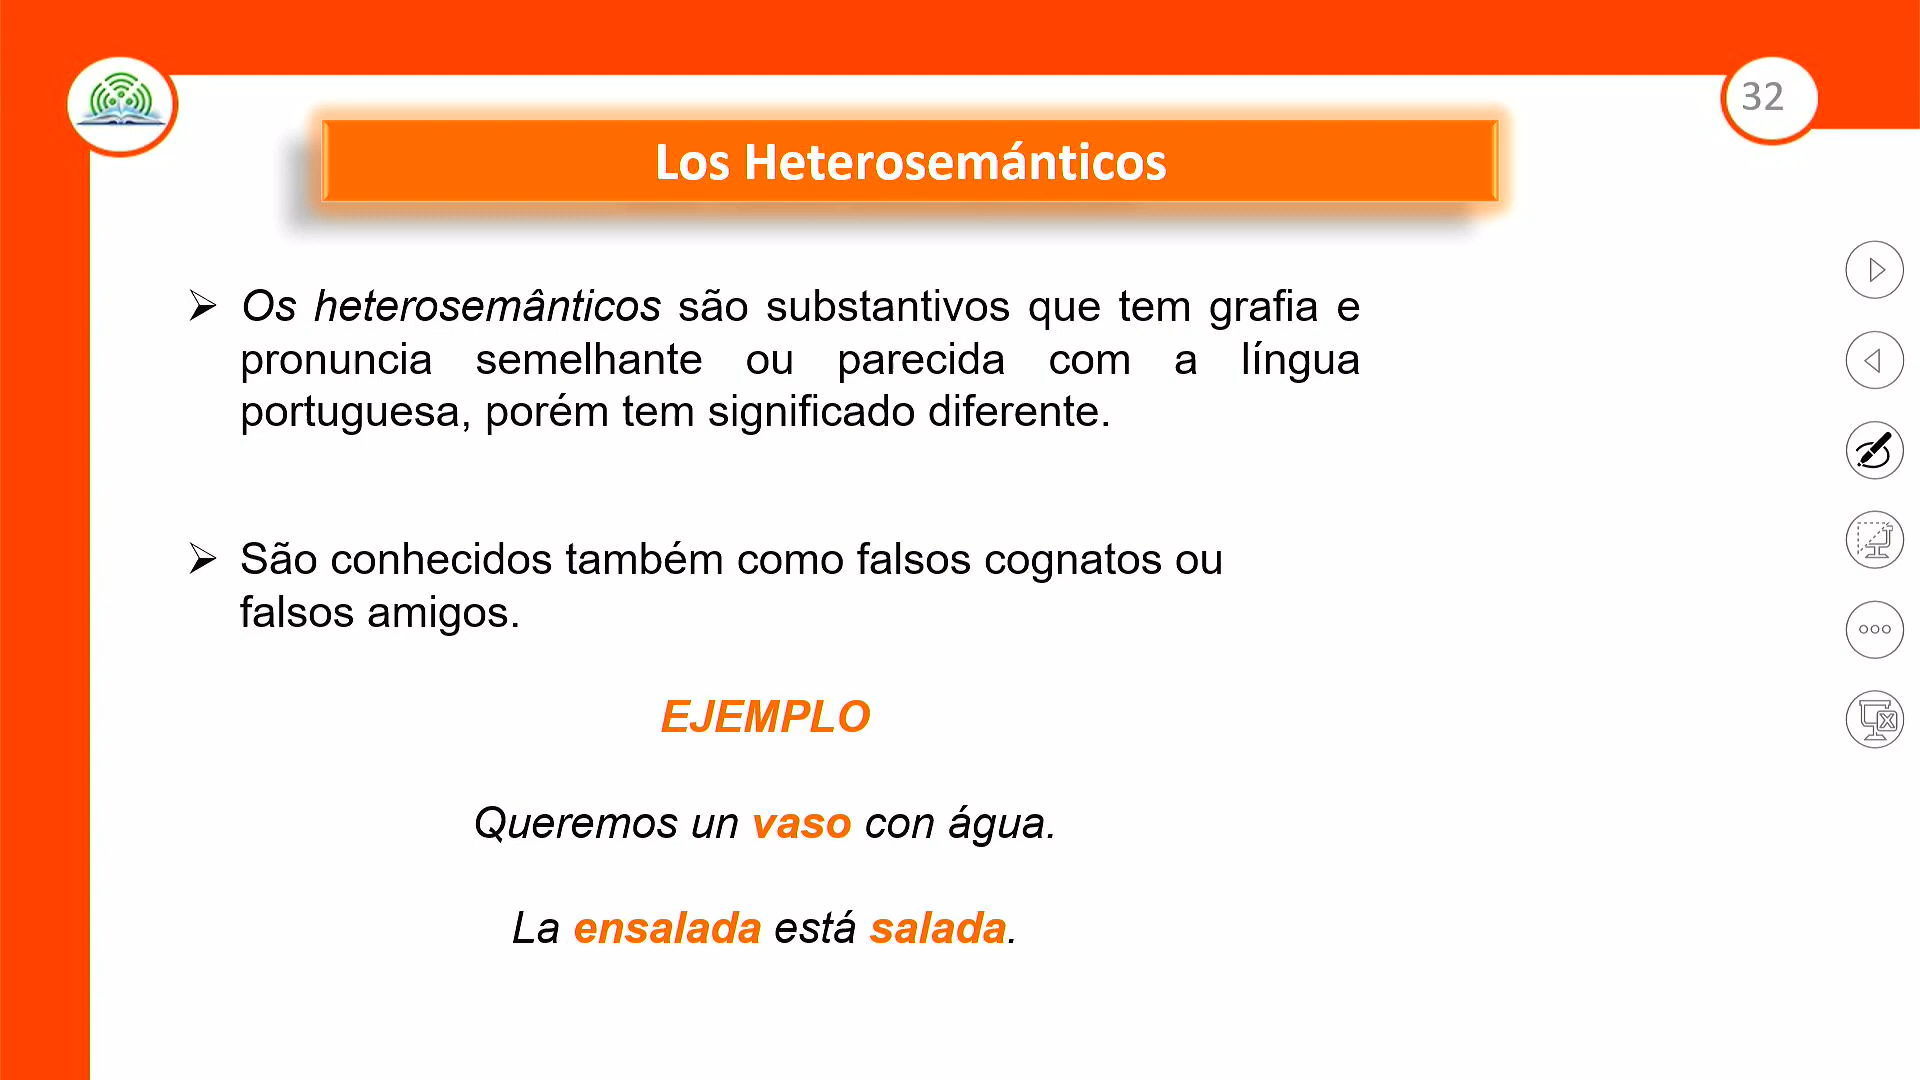 32
Los Heterosemánticos
Os heterosemânticos são substantivos que tem grafia e
pronuncia semelhante ou parecida com a língua
portuguesa, porém tem significado diferente.
São conhecidos também como falsos cognatos ou
falsos amigos.
EJEMPLO
Queremos un vaso con água.
La ensalada está salada.